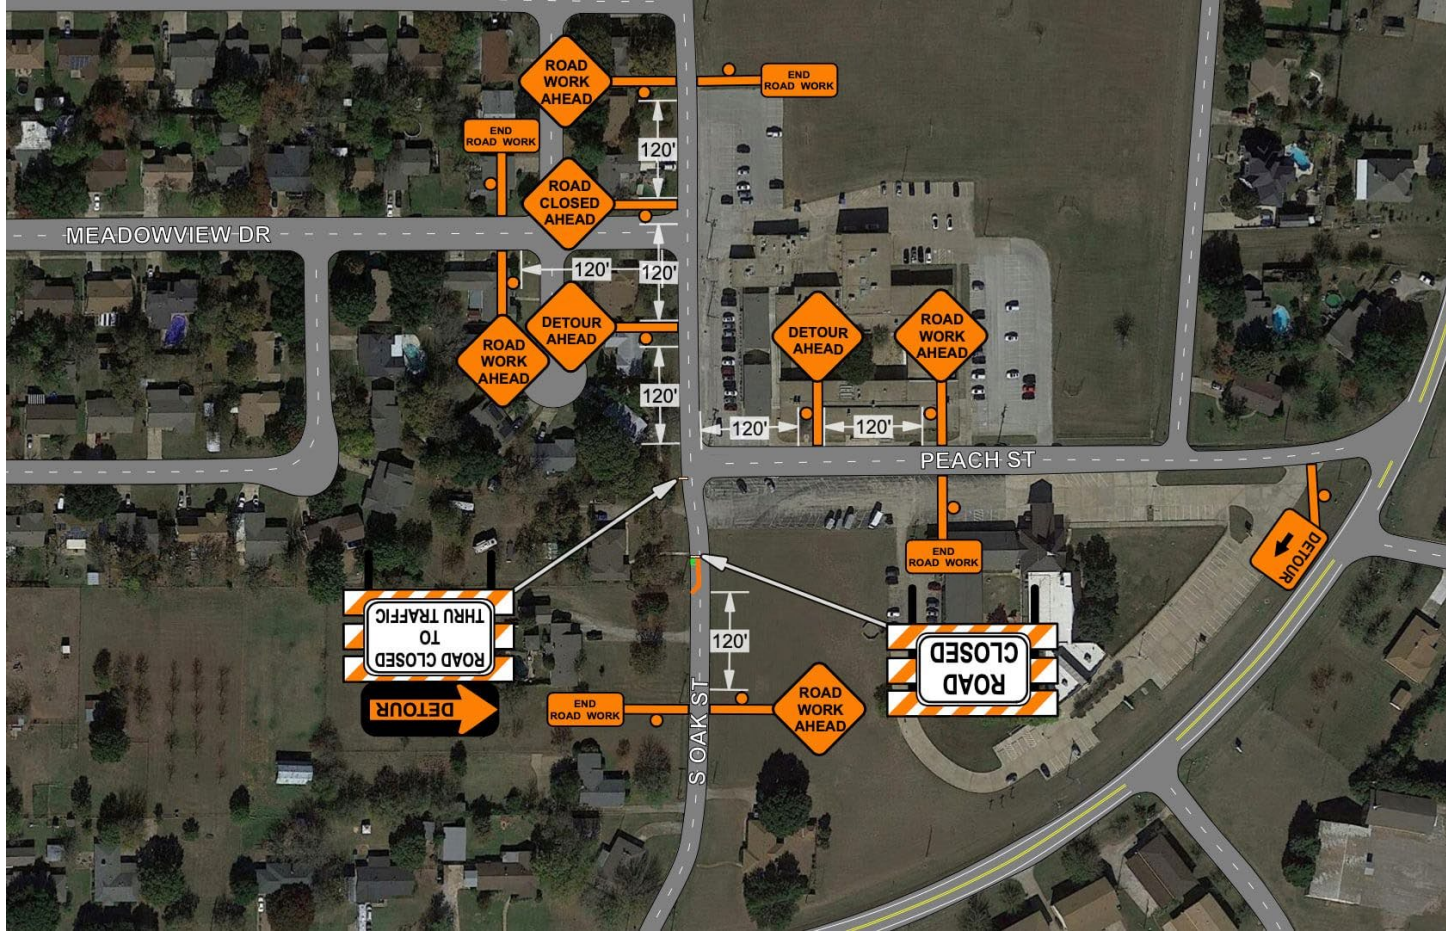 ROAD
WORK
AHEAD
END
ROAD WORK
END
ROAD WORK
120'
ROAD
CLOSED
AHEAD
MEADOWVIEW DR
120'
120'
DETOUR
AHEAD
ROAD
WORK
AHEAD
DETOUR
AHEAD
ROAD
WORK
AHEAD
120'
120'
120'
PEACH ST
DETOUR
END
ROAD WORK
ROAD CLOSED
TO
THRU TRAFFIC
DETOUR
120'
ROAD
CLOSED
END
ROAD WORK
S OAK ST
ROAD
WORK
AHEAD